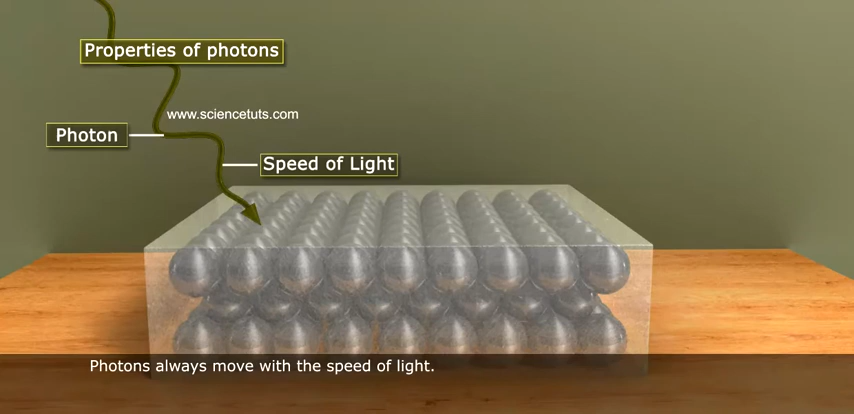 Properties of photons
www.sciencetuts.com
Photon
Speed of Light
Photons always move with the speed of light.